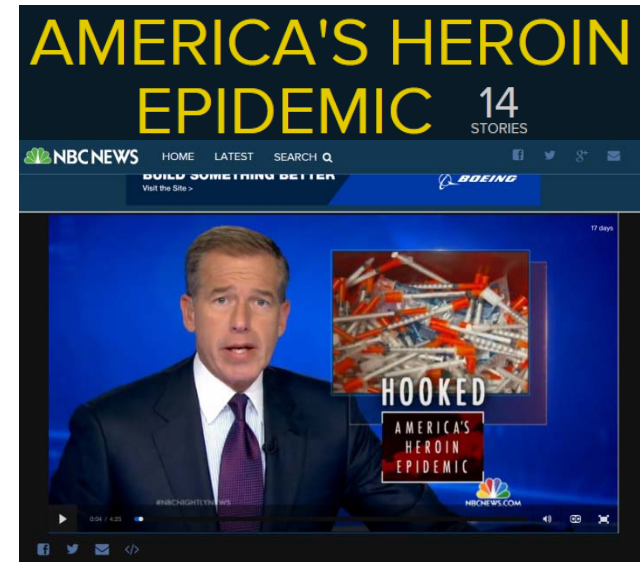 AMERICA'S HEROIN
EPIDEMIC 14
STORIES
NBC NEWS HOME LATEST SEARCH
BUILD SOMETHING BETTER
Visit the Site >
BOEING
17 days
HOOKED
AMERICA'S
HEROIN
EPIDEMIC
#NBCNIGHTLYNEWS
NBCNEWS.COM
0:04 / 4:25
CC